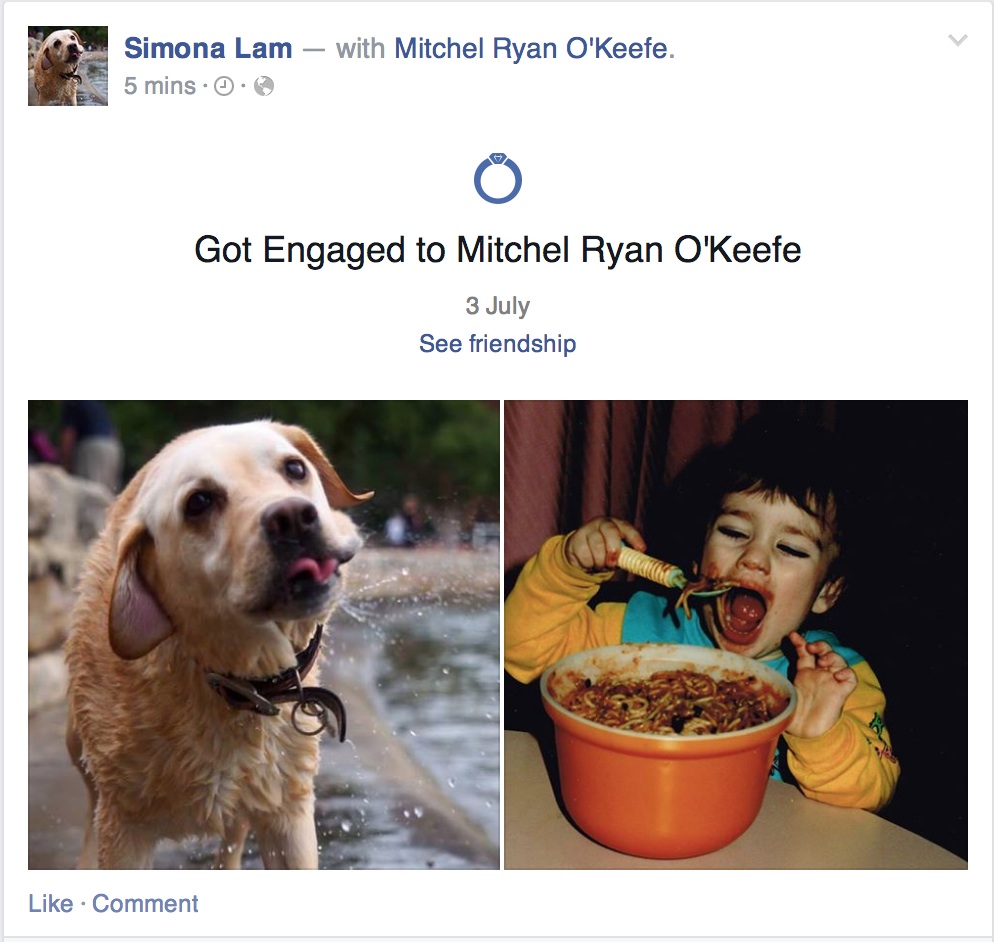 Simona Lam — with Mitchel Ryan O'Keefe.
5 mins · ·
Got Engaged to Mitchel Ryan O'Keefe
3 July
See friendship
Like · Comment